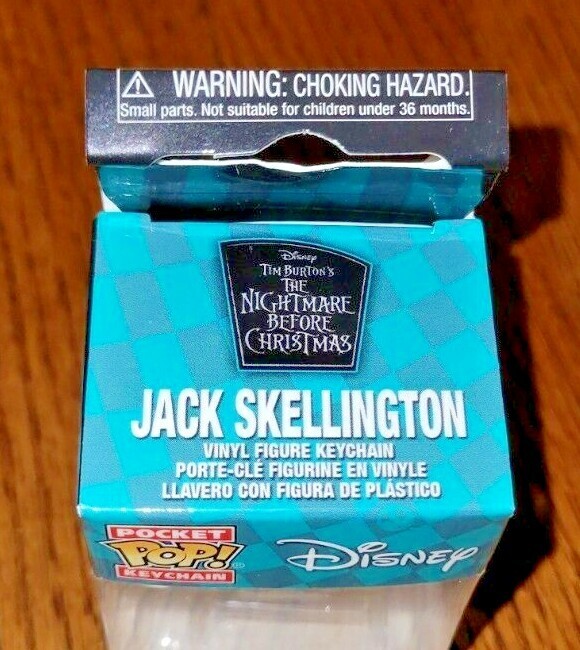 ⚠ WARNING: CHOKING HAZARD.
Small parts. Not suitable for children under 36 months.
Disney
TIM BURTON'S
THE
NIGHTMARE
BEFORE
CHRISTMAS
JACK SKELLINGTON
VINYL FIGURE KEYCHAIN
PORTE-CLÉ FIGURINE EN VINYLE
LLAVERO CON FIGURA DE PLÁSTICO
POCKET
POP!®
KEYCHAIN
Disney